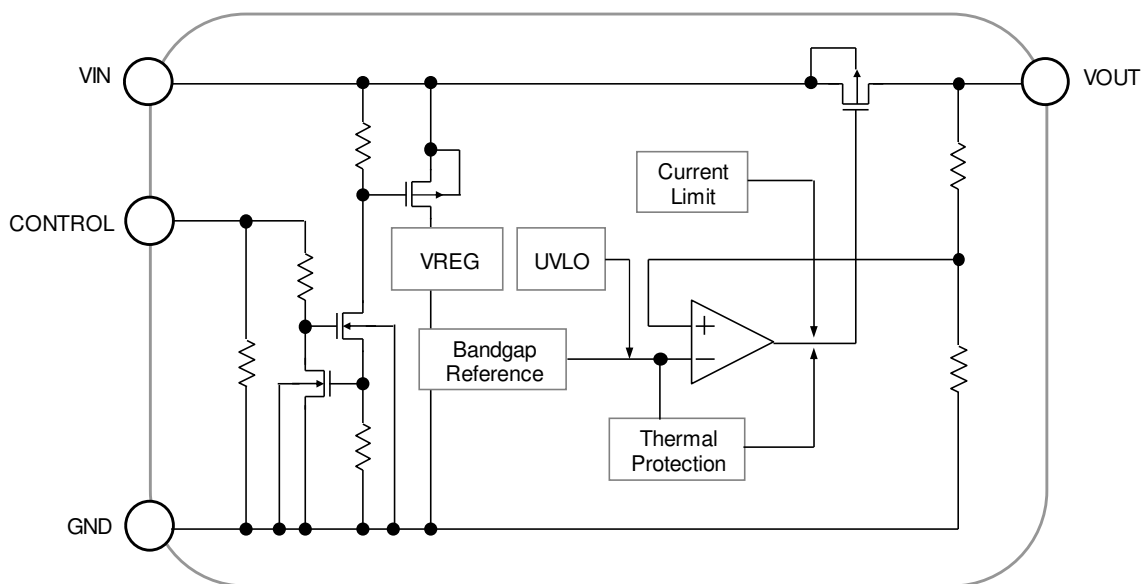 VIN
VOUT
Current
Limit
CONTROL
VREG
UVLO
+
Bandgap
Reference
−
Thermal
Protection
GND